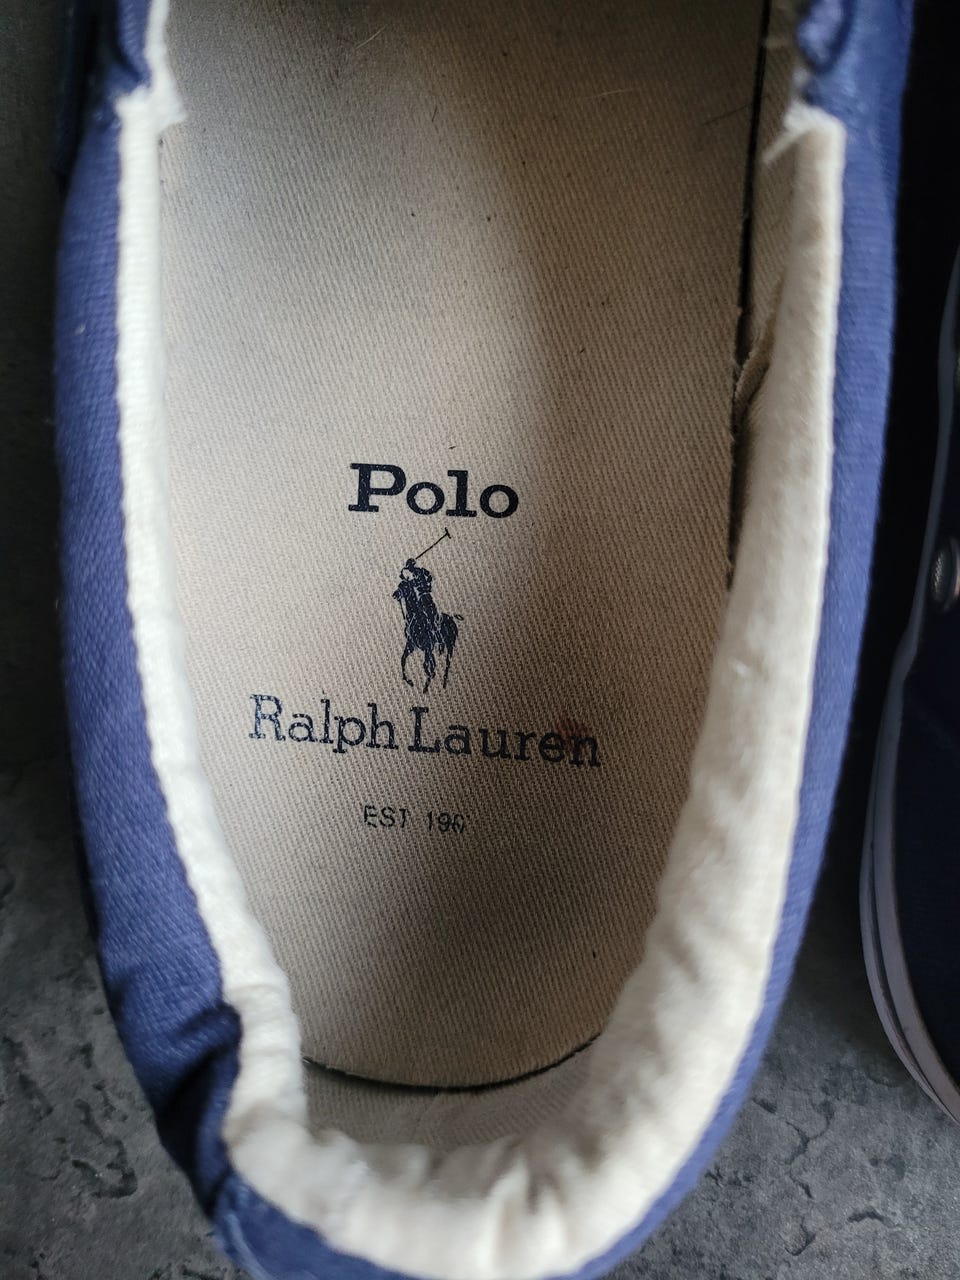 Polo
Ralph Lauren
EST 196